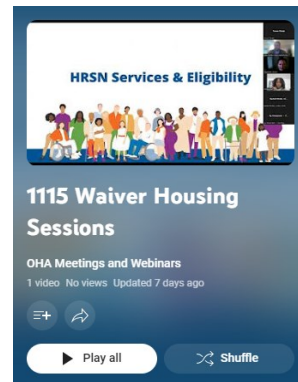 HRSN Services & Eligibility
1115 Waiver Housing
Sessions
OHA Meetings and Webinars
1 video No views Updated 7 days ago
Play all
Shuffle